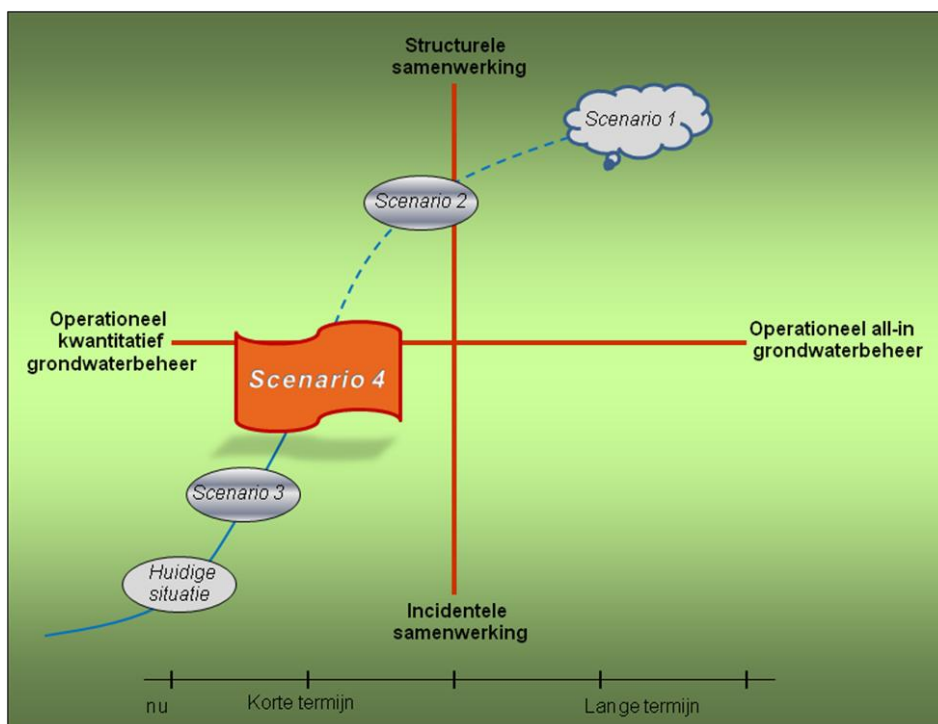 Structurele
samenwerking
Scenario 1
Scenario 2
Operationeel
kwantitatief
grondwaterbeheer
Operationeel all-in
grondwaterbeheer
Scenario 4
Scenario 3
Huidige
situatie
Incidentele
samenwerking
nu
Korte termijn
Lange termijn